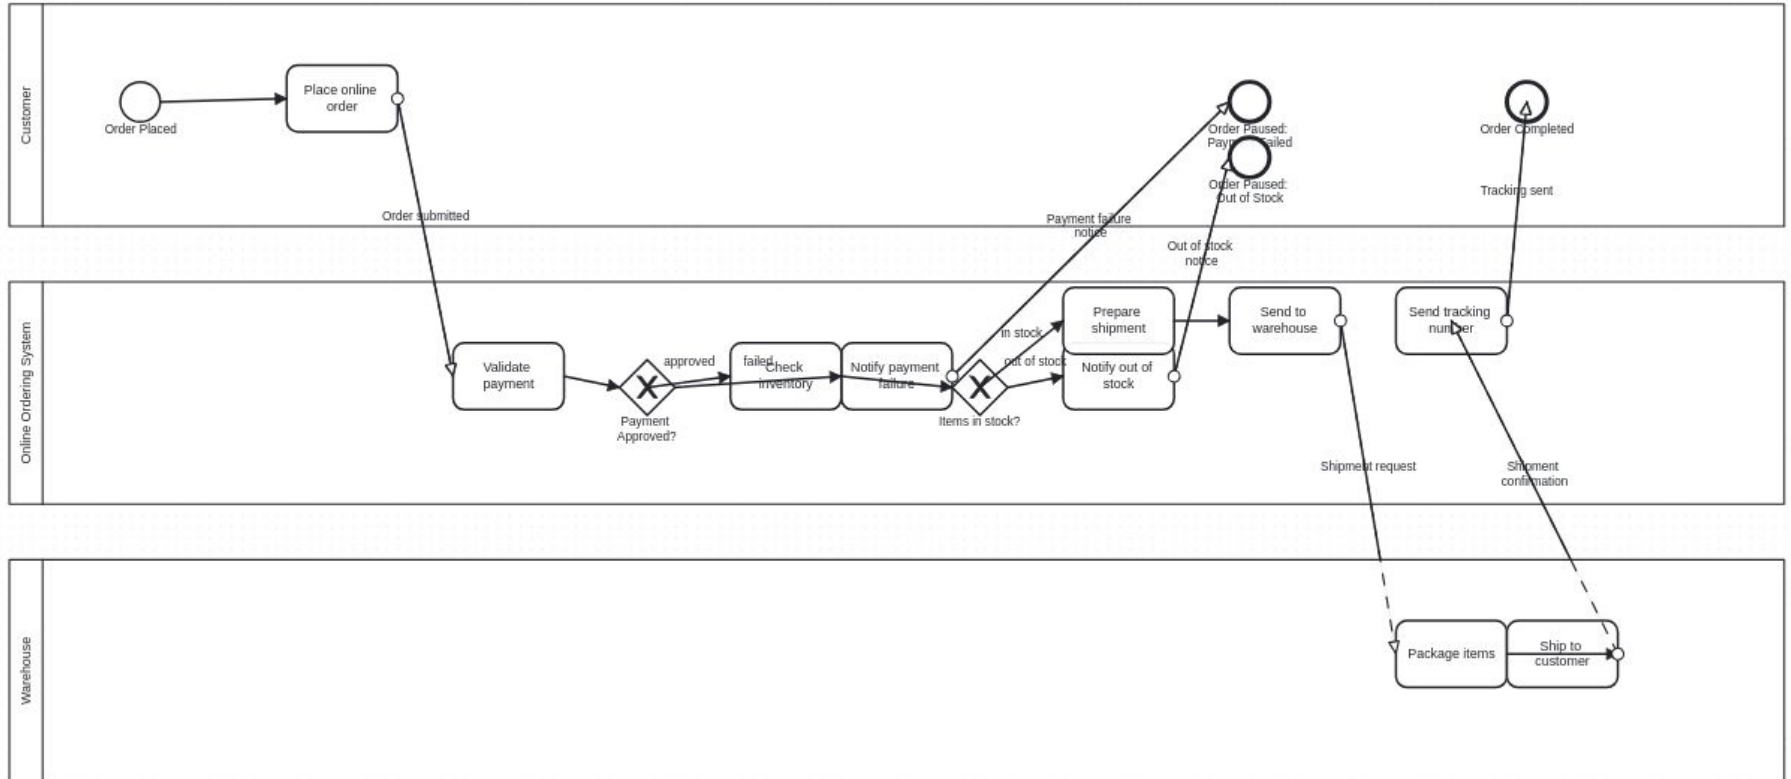 Customer
Order Placed
Place online
order
Order submitted
Order Paused:
Payment Failed
Order Paused:
Out of Stock
Payment failure
notice
Out of stock
notice
Order Completed
Tracking sent
Online Ordering System
Validate
payment
Payment
Approved?
approved
failed
Check
inventory
Notify payment
failure
Items in stock?
in stock
out of stock
Prepare
shipment
Notify out of
stock
Send to
warehouse
Send tracking
number
Shipment request
Shipment
confirmation
Warehouse
Package items
Ship to
customer